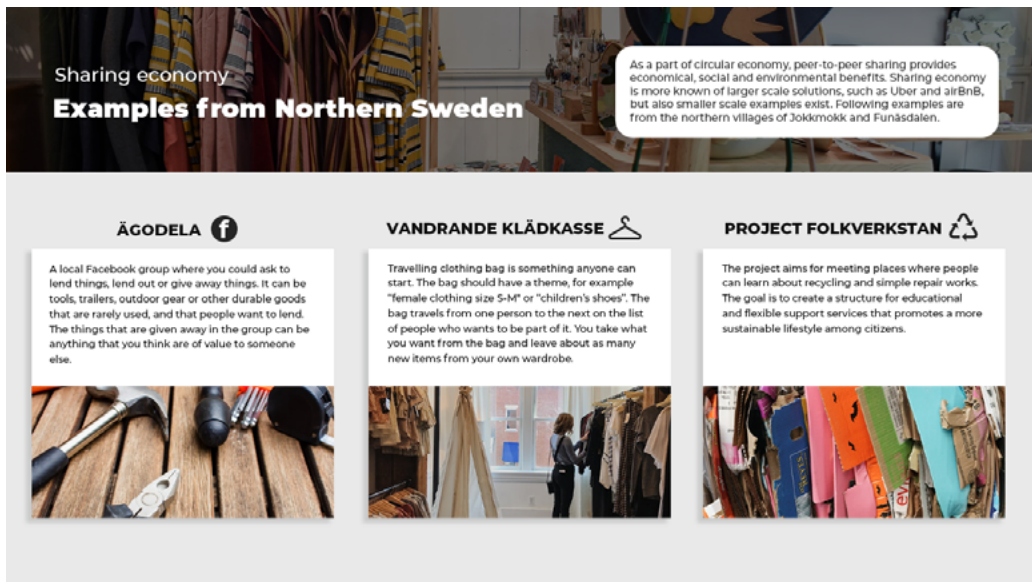 Sharing economy
Examples from Northern Sweden
As a part of circular economy, peer-to-peer sharing provides
economical, social and environmental benefits. Sharing economy
is more known of larger scale solutions, such as Uber and airBnB,
but also smaller scale examples exist. Following examples are
from the northern villages of Jokkmokk and Funäsdalen.
ÄGODELA
A local Facebook group where you could ask to
lend things, lend out or give away things. It can be
tools, trailers, outdoor gear or other durable goods
that are rarely used, and that people want to lend.
The things that are given away in the group can be
anything that you think are of value to someone
else.
VANDRANDE KLÄDKASSE
Travelling clothing bag is something anyone can
start. The bag should have a theme, for example
"female clothing size S-M" or "children's shoes". The
bag travels from one person to the next on the list
of people who wants to be part of it. You take what
you want from the bag and leave about as many
new items from your own wardrobe.
PROJECT FOLKVERKSTAN
The project aims for meeting places where people
can learn about recycling and simple repair works.
The goal is to create a structure for educational
and flexible support services that promotes a more
sustainable lifestyle among citizens.